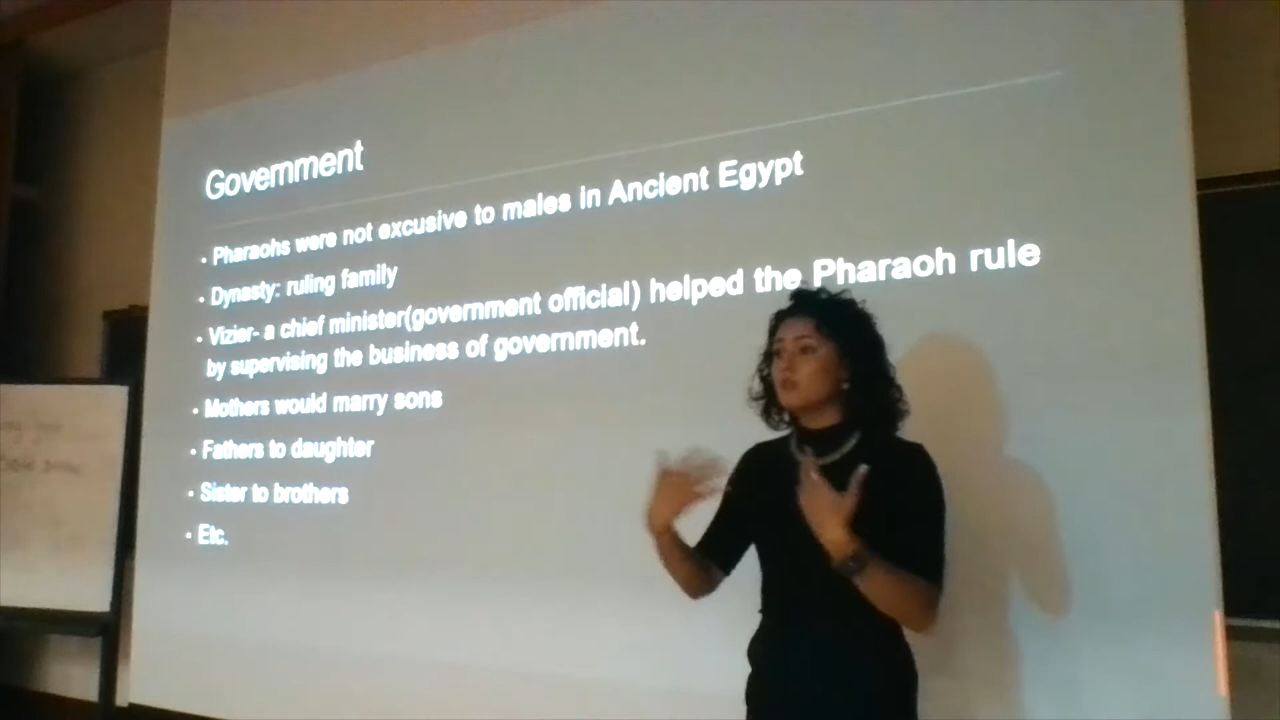 Government
• Pharaohs were not excusive to males in Ancient Egypt
• Dynasty: ruling family
• Vizier- a chief minister(government official) helped the Pharaoh rule
by supervising the business of government.
• Mothers would marry sons
• Fathers to daughter
• Sister to brothers
• Etc.